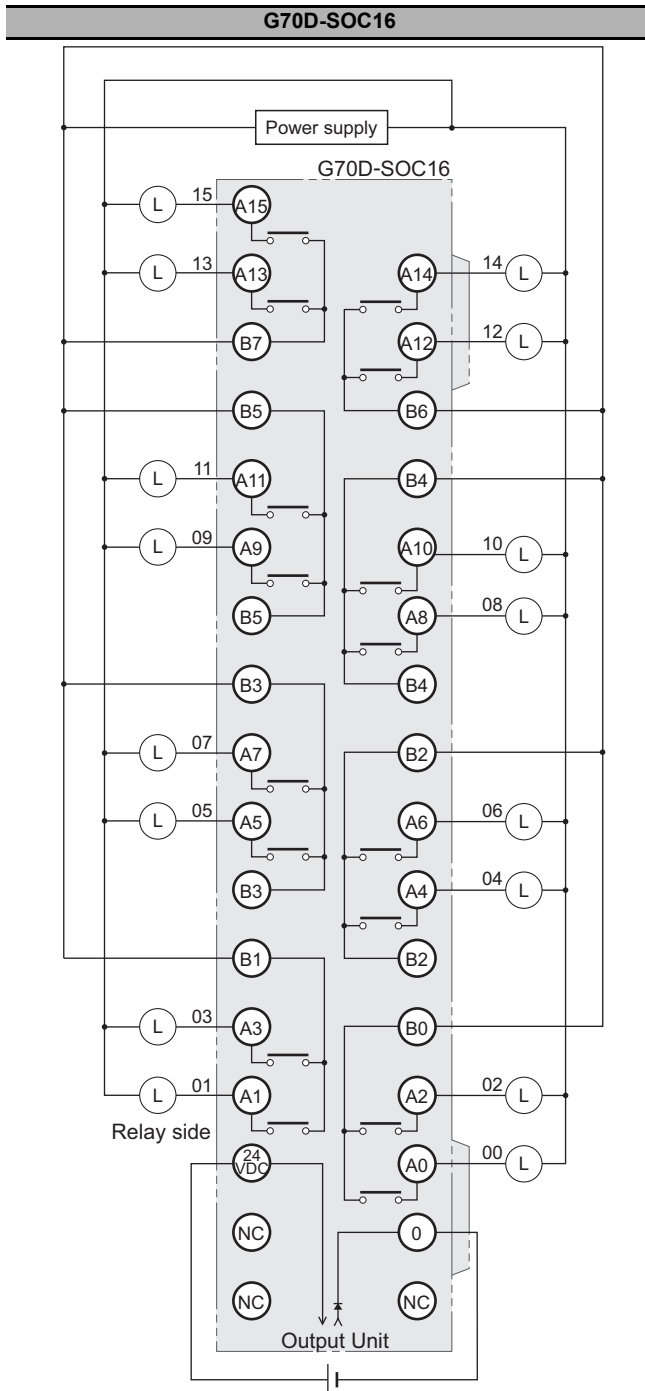 G70D-SOC16
Power supply
G70D-SOC16
L 15 A15
L 13 A13 A14 14 L
B7 A12 12 L
B5 B6
L 11 A11 B4
L 09 A9 A10 10 L
B5 A8 08 L
B3 B4
L 07 A7 B2
L 05 A5 A6 06 L
B3 A4 04 L
B1 B2
L 03 A3 B0
L 01 A1 A2 02 L
Relay side
24
VDC A0 00 L
NC 0
NC NC
Output Unit